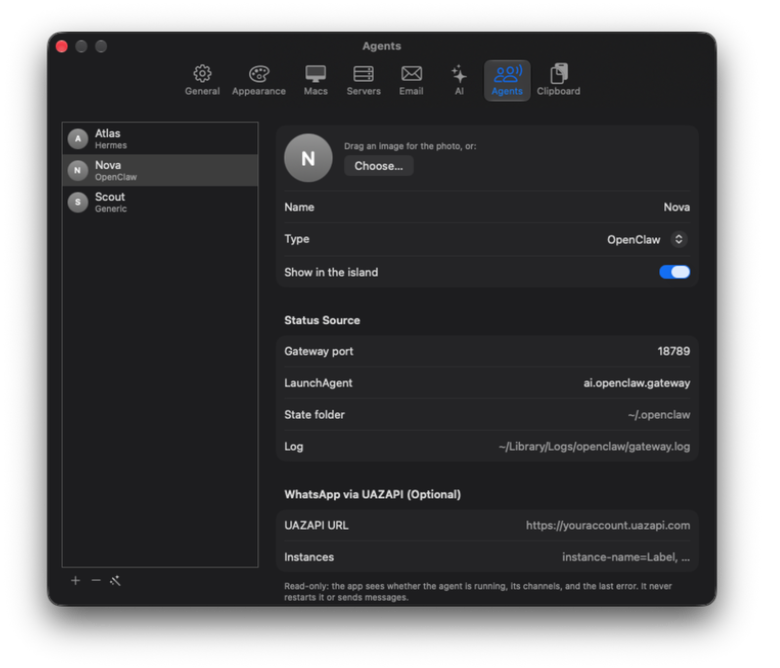 Agents
General
Appearance
Macs
Servers
Email
AI
Agents
Clipboard
A
Atlas
Hermes
N
Nova
OpenClaw
S
Scout
Generic
N
Drag an image for the photo, or:
Choose...
Name Nova
Type OpenClaw
Show in the island
Status Source
Gateway port 18789
LaunchAgent ai.openclaw.gateway
State folder ~/.openclaw
Log ~/Library/Logs/openclaw/gateway.log
WhatsApp via UAZAPI (Optional)
UAZAPI URL https://youraccount.uazapi.com
Instances instance-name=Label, ...
Read-only: the app sees whether the agent is running, its channels, and the last error. It never
restarts it or sends messages.